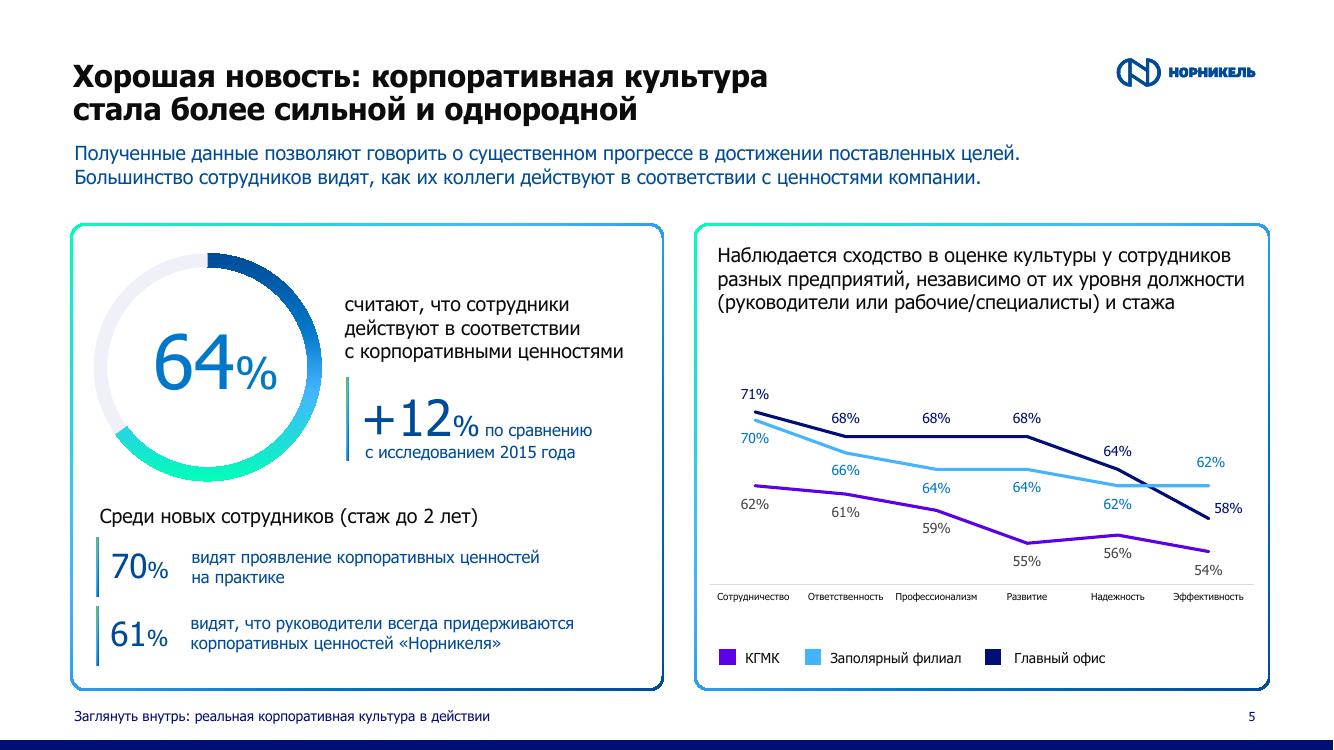 Хорошая новость: корпоративная культура
стала более сильной и однородной
НОРНИКЕЛЬ
Полученные данные позволяют говорить о существенном прогрессе в достижении поставленных целей.
Большинство сотрудников видят, как их коллеги действуют в соответствии с ценностями компании.
64%
считают, что сотрудники
действуют в соответствии
с корпоративными ценностями
+12% по сравнению
с исследованием 2015 года
Среди новых сотрудников (стаж до 2 лет)
70%
видят проявление корпоративных ценностей
на практике
61%
видят, что руководители всегда придерживаются
корпоративных ценностей «Норникеля»
Наблюдается сходство в оценке культуры у сотрудников
разных предприятий, независимо от их уровня должности
(руководители или рабочие/специалисты) и стажа
71% 68% 68% 68% 64% 58%
70% 66% 64% 64% 62% 62%
62% 61% 59% 55% 56% 54%
Сотрудничество Ответственность Профессионализм Развитие Надежность Эффективность
КГМК Заполярный филиал Главный офис
Заглянуть внутрь: реальная корпоративная культура в действии
5